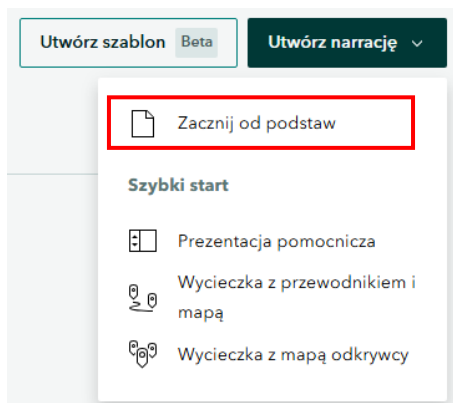 Utwórz szablon Beta Utwórz narrację
Zacznij od podstaw
Szybki start
Prezentacja pomocnicza
Wycieczka z przewodnikiem i
mapą
Wycieczka z mapą odkrywcy